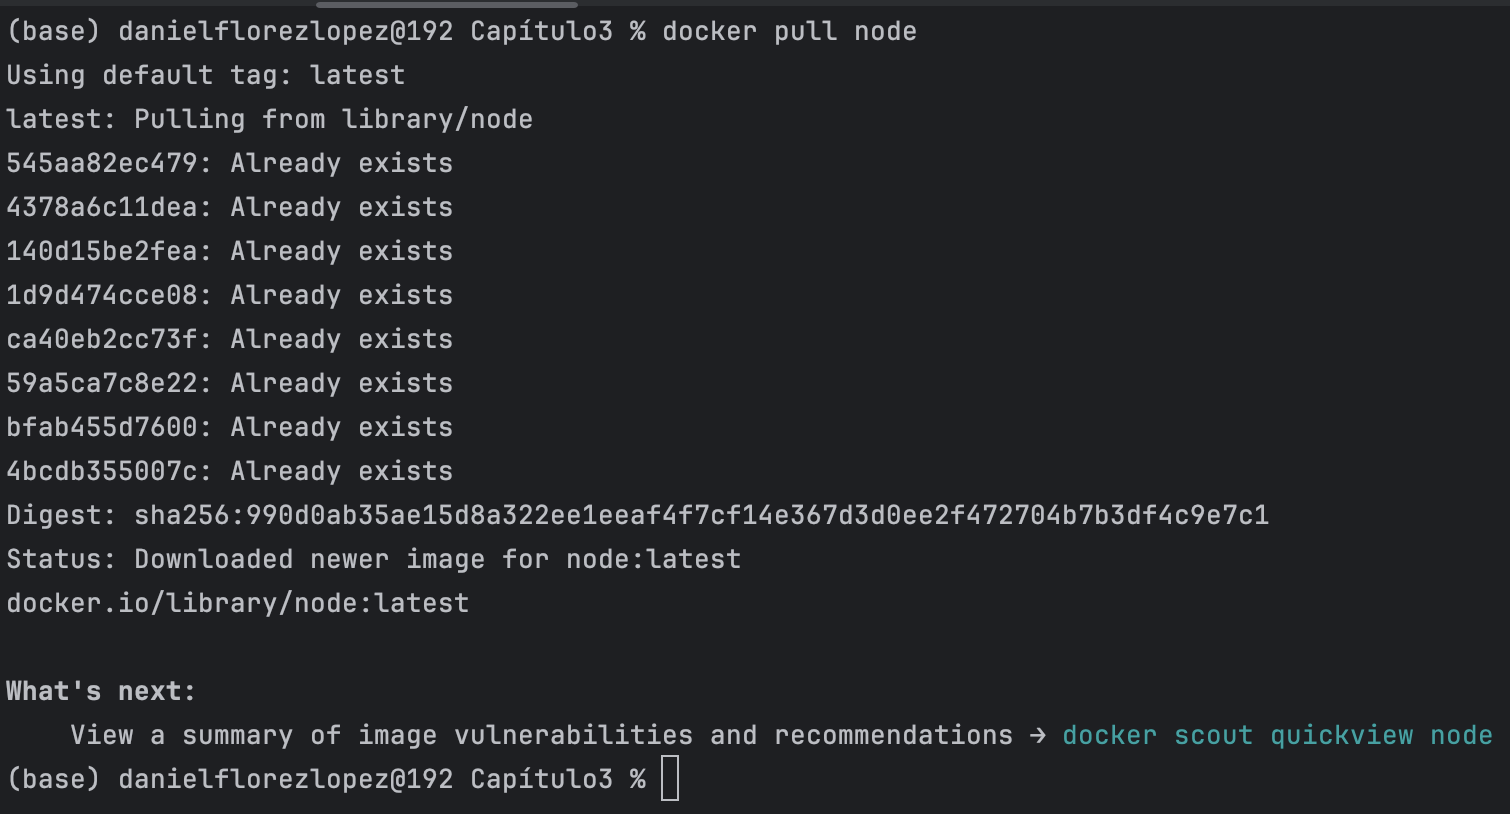 (base) danielflorezlopez@192 Capítulo3 % docker pull node
Using default tag: latest
latest: Pulling from library/node
545aa82ec479: Already exists
4378a6c11dea: Already exists
140d15be2fea: Already exists
1d9d474cce08: Already exists
ca40eb2cc73f: Already exists
59a5ca7c8e22: Already exists
bfab455d7600: Already exists
4bcdb355007c: Already exists
Digest: sha256:990d0ab35ae15d8a322ee1eeaf4f7cf14e367d3d0ee2f472704b7b3df4c9e7c1
Status: Downloaded newer image for node:latest
docker.io/library/node:latest
What's next:
View a summary of image vulnerabilities and recommendations → docker scout quickview node
(base) danielflorezlopez@192 Capítulo3 %